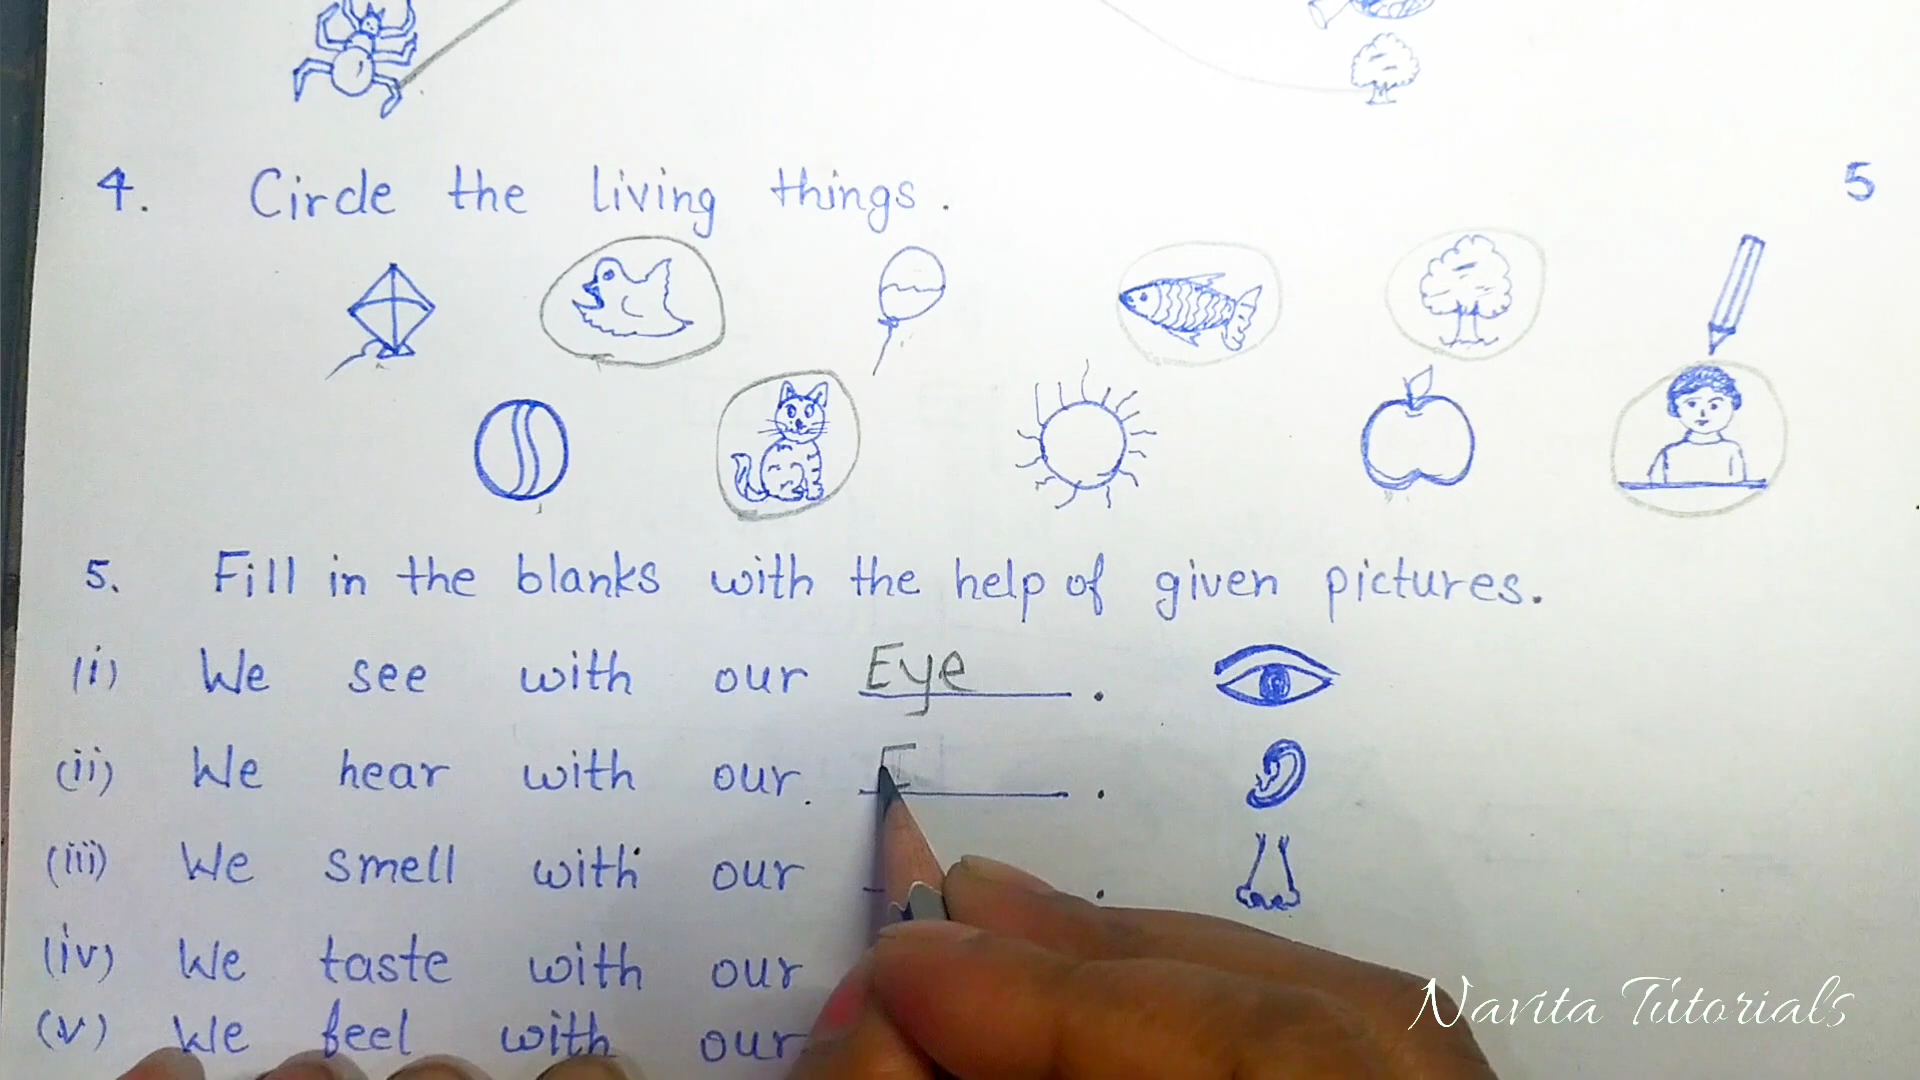 4. Circle the living things. 5
5. Fill in the blanks with the help of given pictures.
(i) We see with our Eye.
(ii) We hear with our. E .
(iii) We smell with our .
(iv) We taste with our
(v) We feel with our
Navita Tutorials